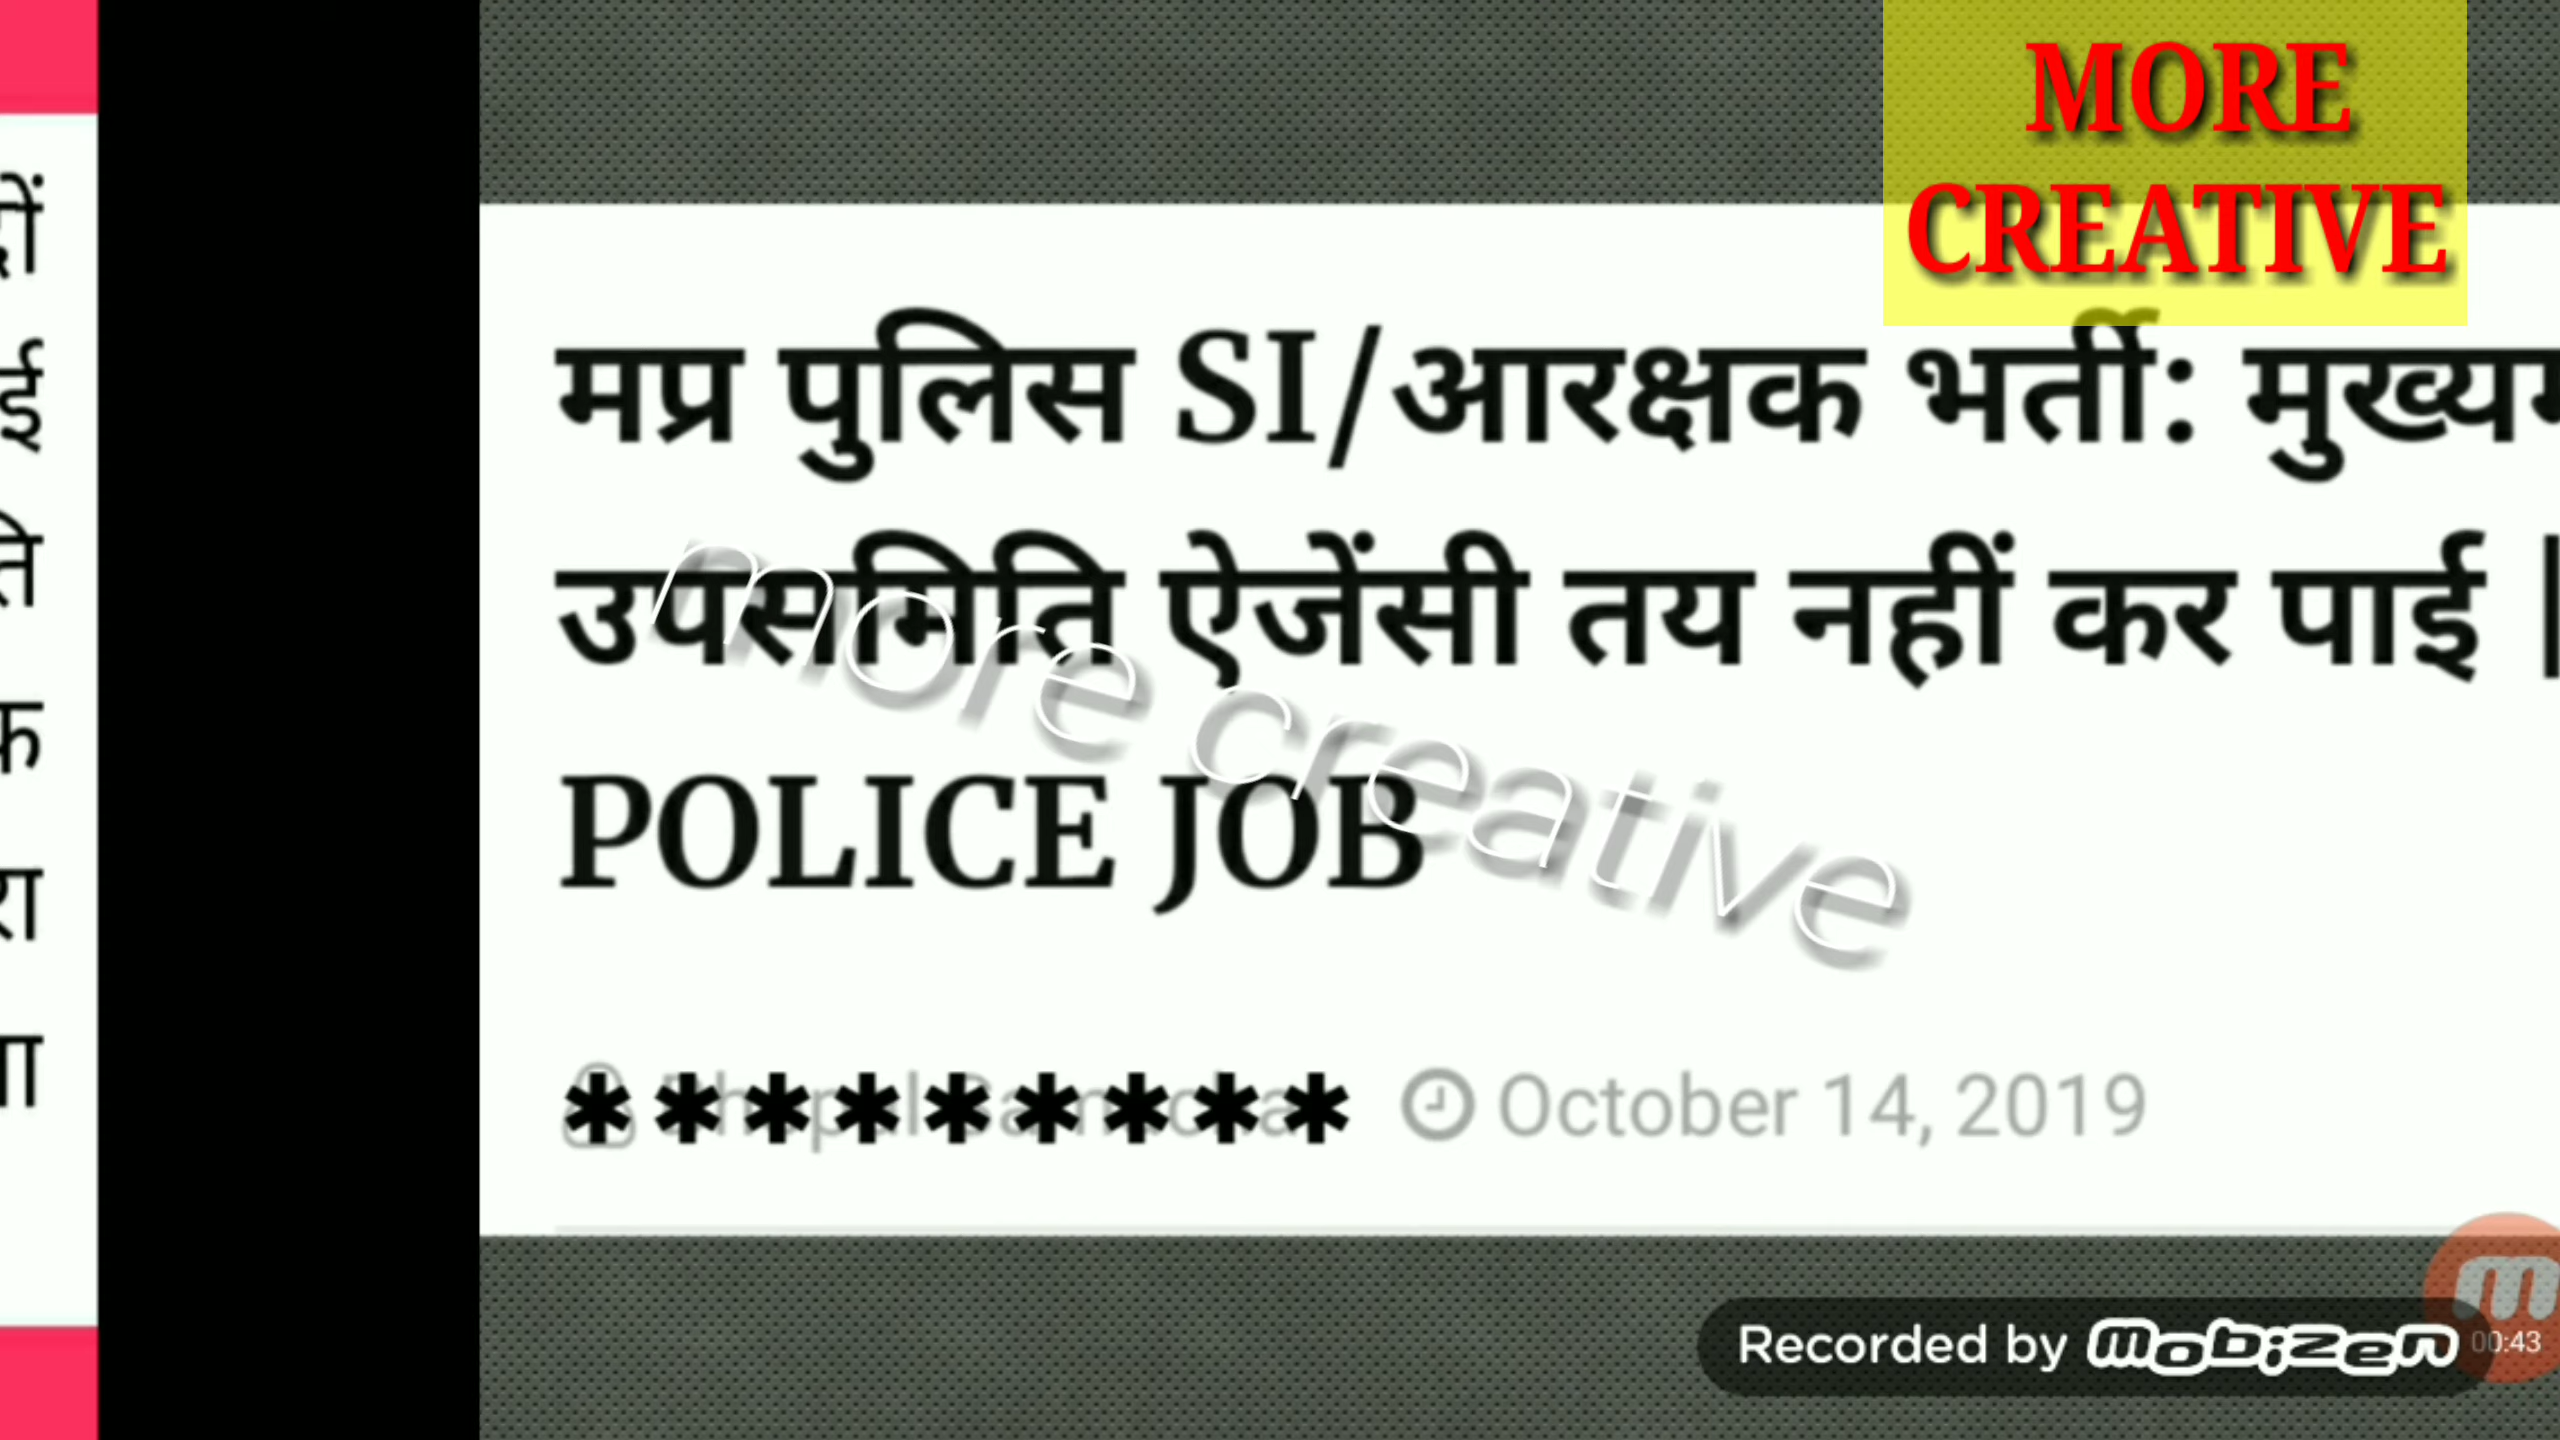 MORE
CREATIVE
मप्र पुलिस SI/आरक्षक भर्ती:
उपसमिति ऐजेंसी तय नहीं कर पाई |
POLICE JOB
more creative
*********
October 14, 2019
Recorded by mobizen
00:43